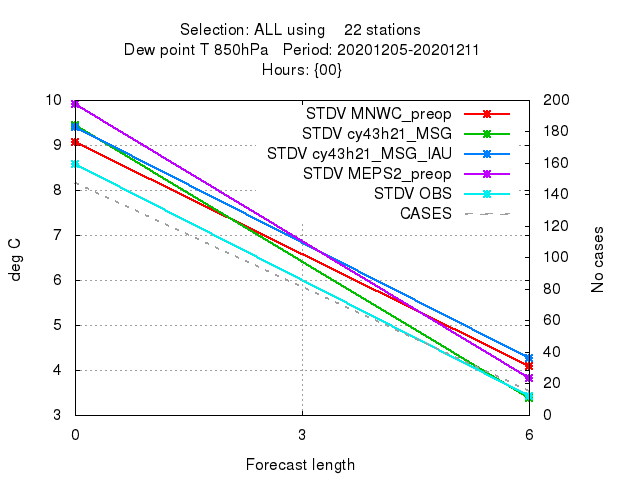 Selection: ALL using 22 stations
Dew point T 850hPa Period: 20201205-20201211
Hours: {00}
STDV MNWC_preop
STDV cy43h21_MSG
STDV cy43h21_MSG_IAU
STDV MEPS2_preop
STDV OBS
CASES
10
9
8
7
6
5
4
3
deg C
200
180
160
140
120
100
80
60
40
20
0
No cases
0 3 6
Forecast length